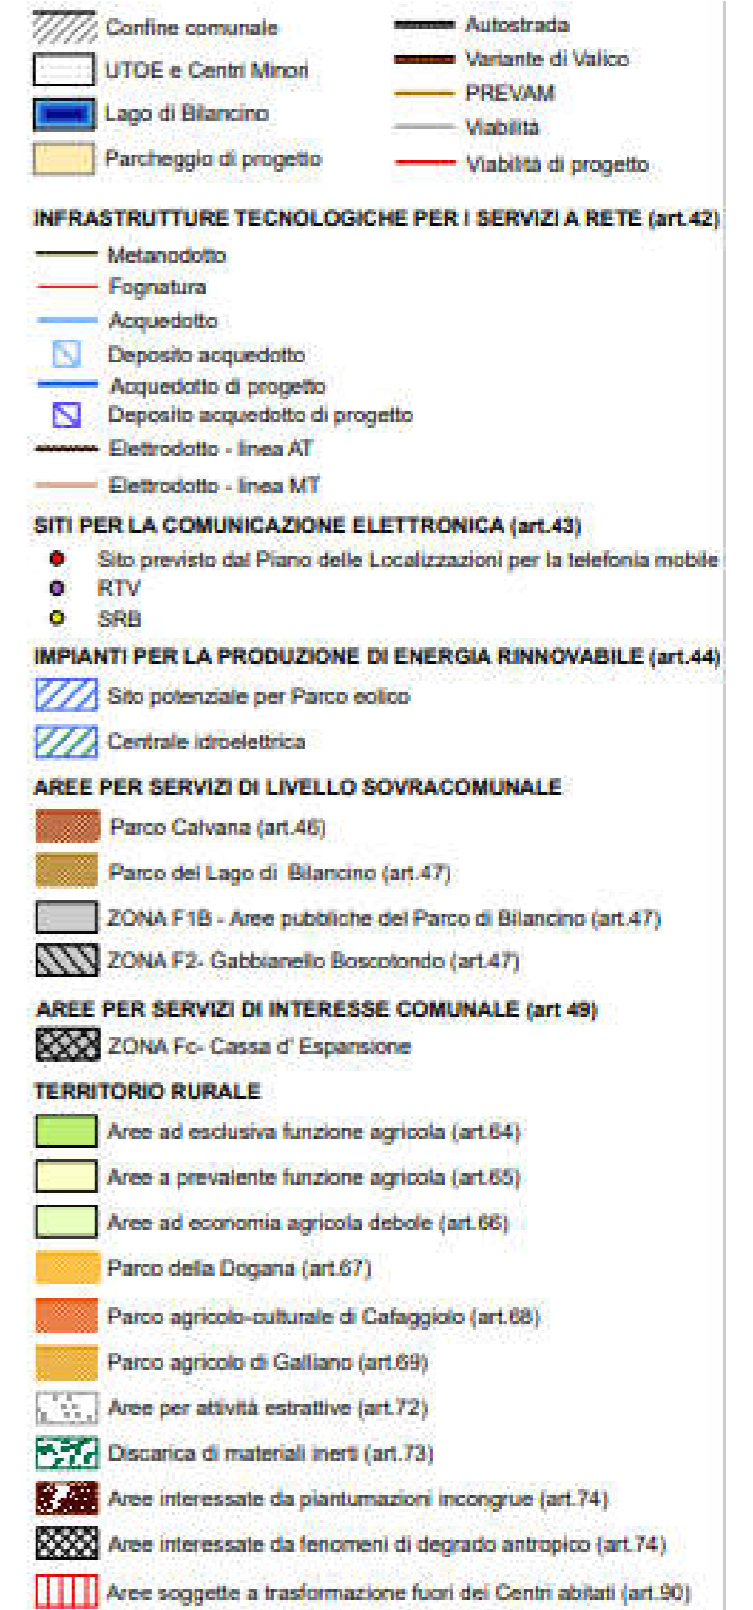 Confine comunale
UTOE e Centri Minori
Lago di Bilancino
Parcheggio di progetto
Autostrada
Variante di Valico
PREVAM
Viabilità
Viabilità di progetto
INFRASTRUTTURE TECNOLOGICHE PER I SERVIZI A RETE (art.42)
Metanodotto
Fognatura
Acquedotto
Deposito acquedotto
Acquedotto di progetto
Deposito acquedotto di progetto
Elettrodotto - linea AT
Elettrodotto - linea MT
SITI PER LA COMUNICAZIONE ELETTRONICA (art.43)
Sito previsto dal Piano delle Localizzazioni per la telefonia mobile
RTV
SRB
IMPIANTI PER LA PRODUZIONE DI ENERGIA RINNOVABILE (art.44)
Sito potenziale per Parco eolico
Centrale idroelettrica
AREE PER SERVIZI DI LIVELLO SOVRACOMUNALE
Parco Calvana (art.46)
Parco del Lago di Bilancino (art.47)
ZONA F1B - Aree pubbliche del Parco di Bilancino (art.47)
ZONA F2- Gabbianello Boscotondo (art.47)
AREE PER SERVIZI DI INTERESSE COMUNALE (art 49)
ZONA Fc- Cassa d' Espansione
TERRITORIO RURALE
Aree ad esclusiva funzione agricola (art.64)
Aree a prevalente funzione agricola (art.65)
Aree ad economia agricola debole (art.66)
Parco della Dogana (art.67)
Parco agricolo-culturale di Cafaggiolo (art.68)
Parco agricolo di Galliano (art.69)
Aree per attività estrattive (art.72)
Discarica di materiali inerti (art.73)
Aree interessate da piantumazioni incongrue (art.74)
Aree interessate da fenomeni di degrado antropico (art.74)
Aree soggette a trasformazione fuori dei Centri abitati (art.90)